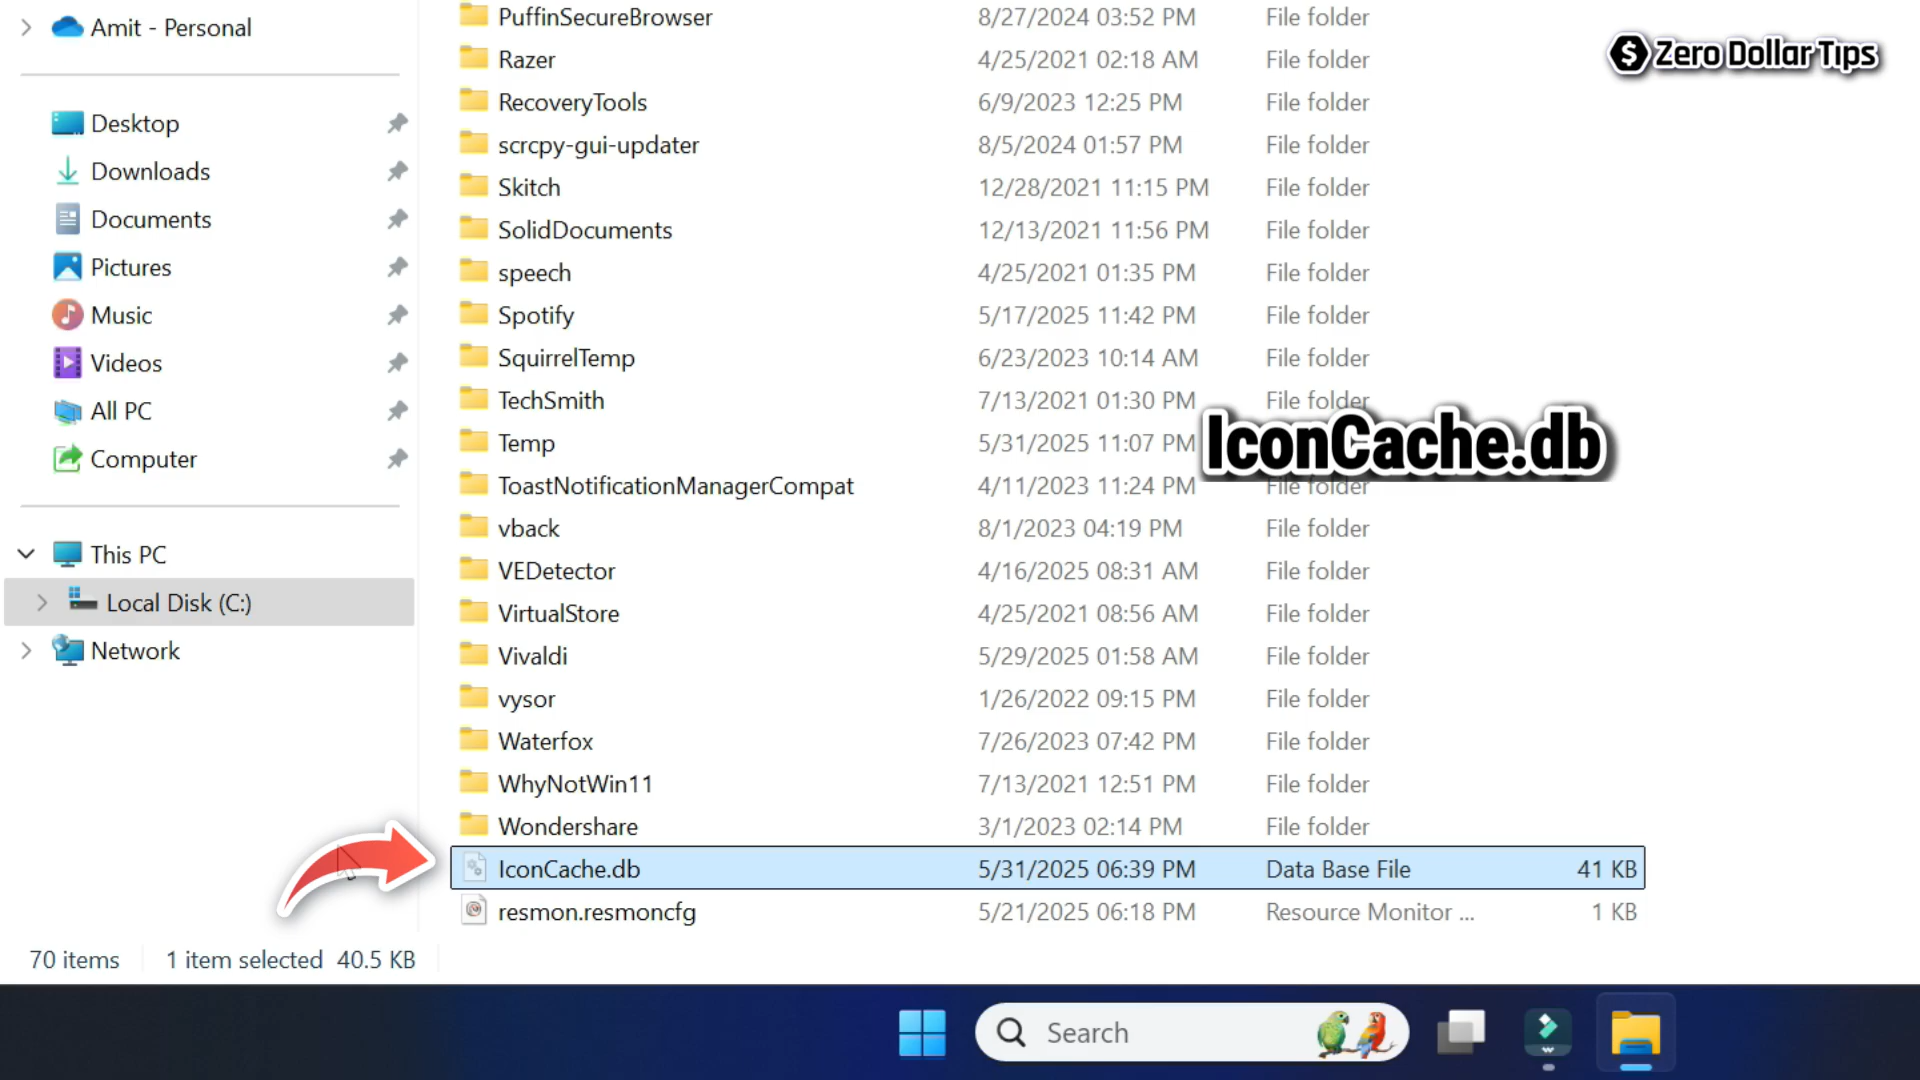 Amit - Personal
Desktop
Downloads
Documents
Pictures
Music
Videos
All PC
Computer
This PC
Local Disk (C:)
Network
PuffinSecureBrowser 8/27/2024 03:52 PM File folder
Razer 4/25/2021 02:18 AM File folder
RecoveryTools 6/9/2023 12:25 PM File folder
scrcpy-gui-updater 8/5/2024 01:57 PM File folder
Skitch 12/28/2021 11:15 PM File folder
SolidDocuments 12/13/2021 11:56 PM File folder
speech 4/25/2021 01:35 PM File folder
Spotify 5/17/2025 11:42 PM File folder
SquirrelTemp 6/23/2023 10:14 AM File folder
TechSmith 7/13/2021 01:30 PM File folder
Temp 5/31/2025 11:07 PM
ToastNotificationManagerCompat 4/11/2023 11:24 PM File folder
vback 8/1/2023 04:19 PM File folder
VEDetector 4/16/2025 08:31 AM File folder
VirtualStore 4/25/2021 08:56 AM File folder
Vivaldi 5/29/2025 01:58 AM File folder
vysor 1/26/2022 09:15 PM File folder
Waterfox 7/26/2023 07:42 PM File folder
WhyNotWin11 7/13/2021 12:51 PM File folder
Wondershare 3/1/2023 02:14 PM File folder
IconCache.db 5/31/2025 06:39 PM Data Base File 41 KB
resmon.resmoncfg 5/21/2025 06:18 PM Resource Monitor ... 1 KB
Zero Dollar Tips
IconCache.db
70 items 1 item selected 40.5 KB
Search